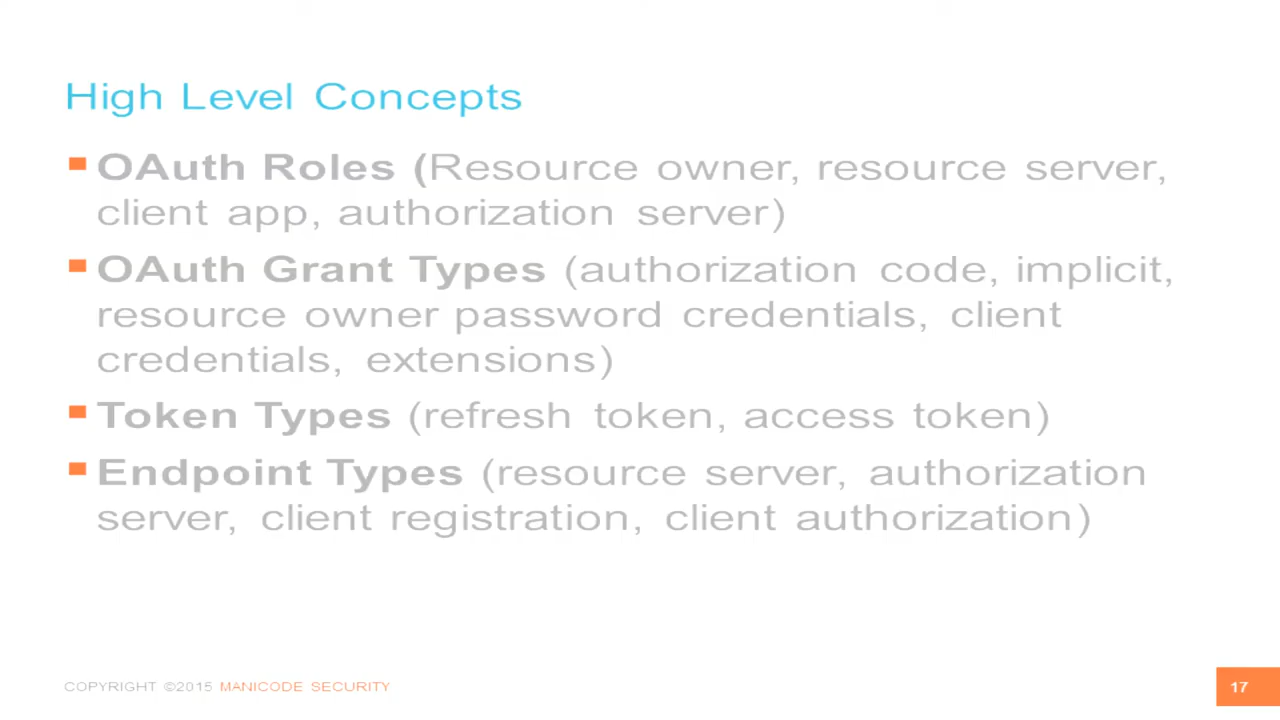 High Level Concepts
OAuth Roles (Resource owner, resource server,
client app, authorization server)
OAuth Grant Types (authorization code, implicit,
resource owner password credentials, client
credentials, extensions)
Token Types (refresh token, access token)
Endpoint Types (resource server, authorization
server, client registration, client authorization)
COPYRIGHT ©2015 MANICODE SECURITY
17